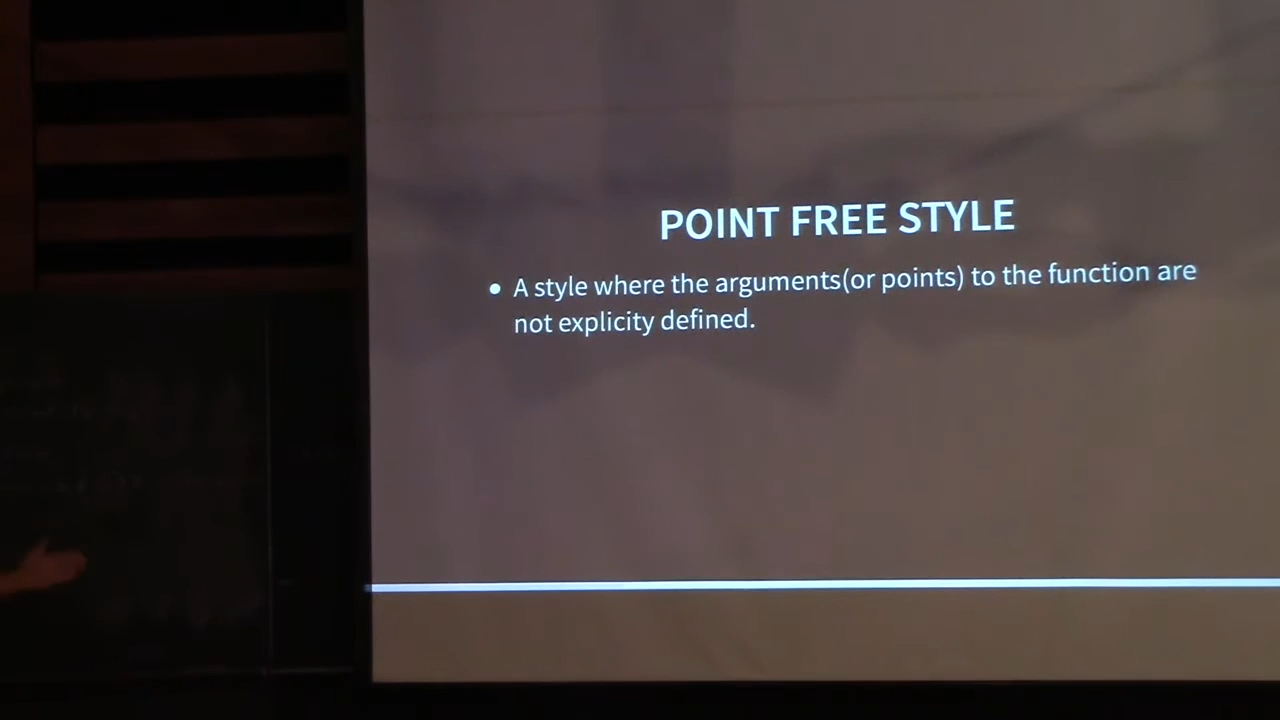 POINT FREE STYLE
• A style where the arguments(or points) to the function are
not explicity defined.